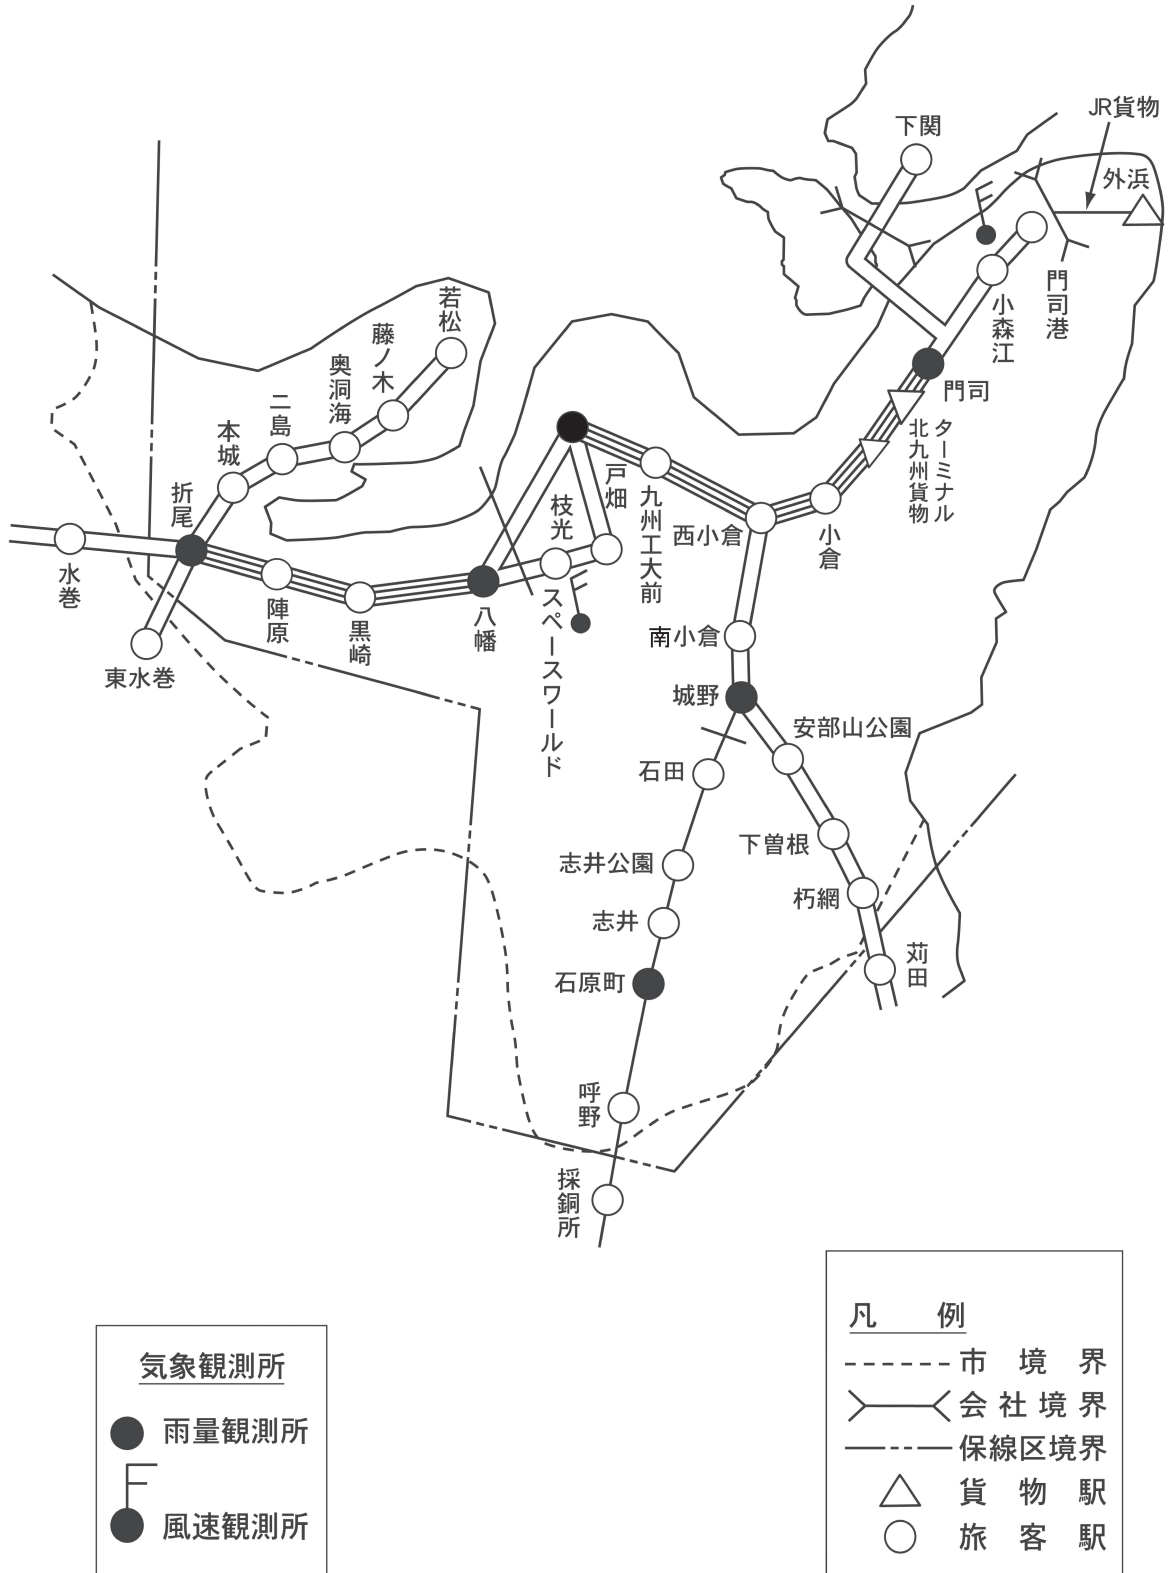 JR貨物
下関
外浜
門司港
小森江
門司
ターミナル
北九州貨物
若松
藤ノ木
奥洞海
二島
本城
折尾
水巻
東水巻
陣原
黒崎
八幡
枝光
スペースワールド
戸畑
九州工大前
西小倉
小倉
南小倉
城野
安部山公園
石田
下曽根
志井公園
朽網
志井
苅田
石原町
呼野
採銅所
気象観測所
雨量観測所
風速観測所
凡例
市境界
会社境界
保線区境界
貨物駅
旅客駅